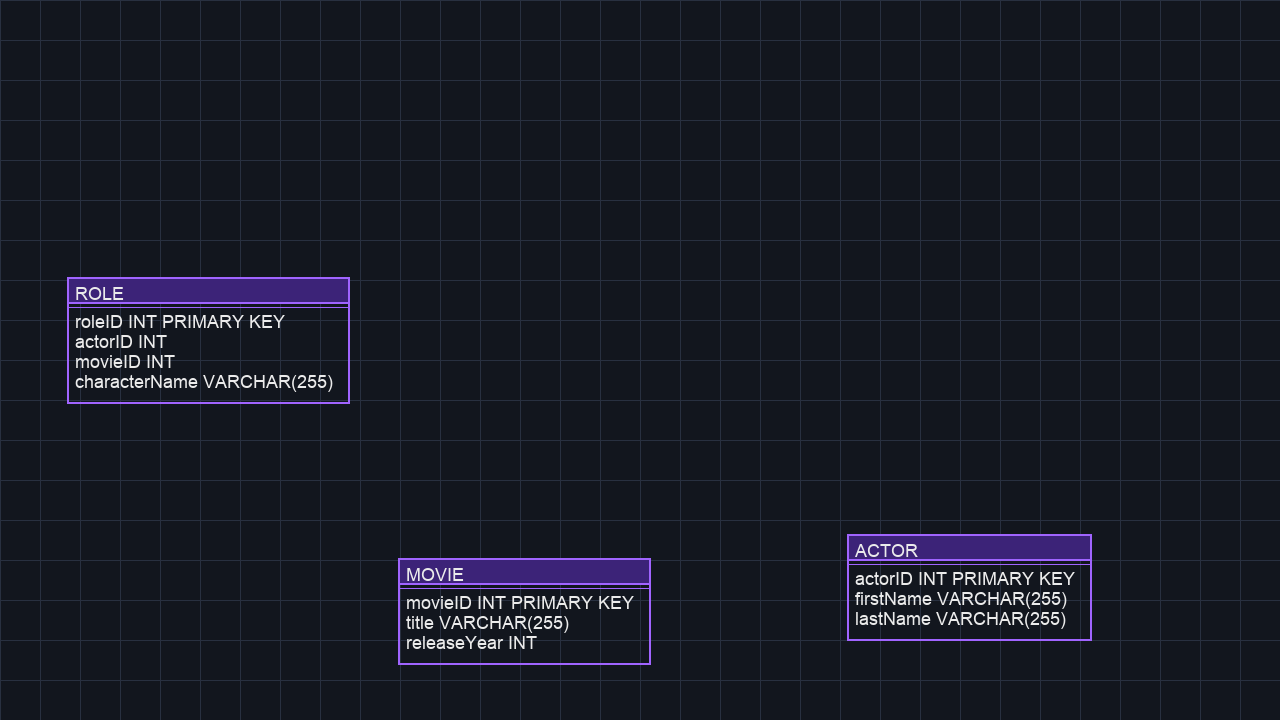 ROLE
roleID INT PRIMARY KEY
actorID INT
movieID INT
characterName VARCHAR(255)
MOVIE
movieID INT PRIMARY KEY
title VARCHAR(255)
releaseYear INT
ACTOR
actorID INT PRIMARY KEY
firstName VARCHAR(255)
lastName VARCHAR(255)